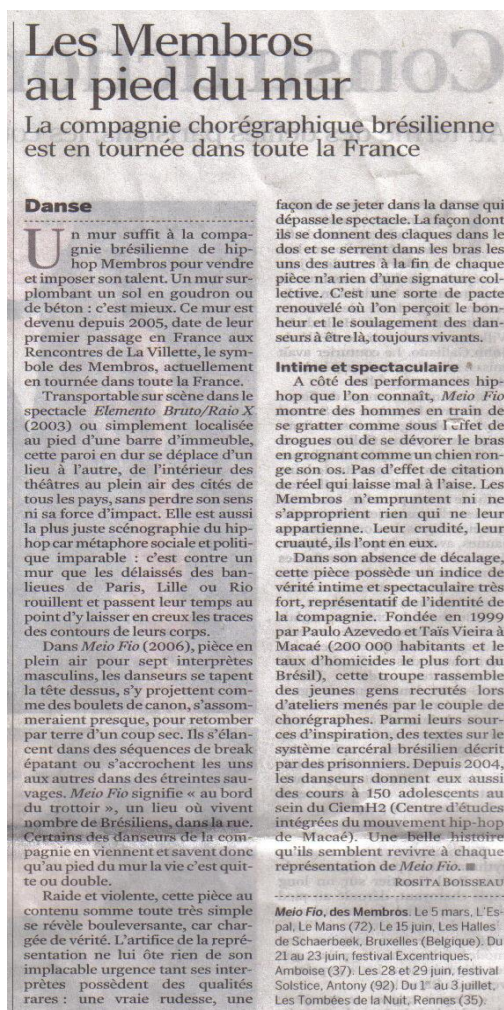 Les Membros
au pied du mur
La compagnie chorégraphique brésilienne
est en tournée dans toute la France
Danse
Un mur suffit à la compa-
gnie brésilienne de hip-
hop Membros pour vendre
et imposer son talent. Un mur sur-
plombant un sol en goudron ou
de béton : c'est mieux. Ce mur est
devenu depuis 2005, date de leur
premier passage en France aux
Rencontres de La Villette, le sym-
bole des Membros, actuellement
en tournée dans toute la France.
Transportable sur scène dans le
spectacle Elemento Bruto/Raio X
(2003) ou simplement localisée
au pied d'une barre d'immeuble,
cette paroi en dur se déplace d'un
lieu à l'autre, de l'intérieur des
théâtres au plein air des cités de
tous les pays, sans perdre son sens
ni sa force d'impact. Elle est aussi
la plus juste scénographie du hip-
hop car métaphore sociale et politi-
que imparable : c'est contre un
mur que les délaissés des ban-
lieues de Paris, Lille ou Rio
rouillent et passent leur temps au
point d'y laisser en creux les traces
des contours de leurs corps.
Dans Meio Fio (2006), pièce en
plein air pour sept interprètes
masculins, les danseurs se tapent
la tête dessus, s'y projettent com-
me des boulets de canon, s'assom-
meraient presque, pour retomber
par terre d'un coup sec. Ils s'élan-
cent dans des séquences de break
épatant ou s'accrochent les uns
aux autres dans des étreintes sau-
vages. Meio Fio signifie « au bord
du trottoir », un lieu où vivent
nombre de Brésiliens, dans la rue.
Certains des danseurs de la com-
pagnie en viennent et savent donc
qu'au pied du mur la vie c'est quit-
te ou double.
Raide et violente, cette pièce au
contenu somme toute très simple
se révèle bouleversante, car char-
gée de vérité. L'artifice de la repré-
sentation ne lui ôte rien de son
implacable urgence tant ses inter-
prètes possèdent des qualités
rares : une vraie rudesse, une
façon de se jeter dans la danse qui
dépasse le spectacle. La façon dont
ils se donnent des claques dans le
dos et se serrent dans les bras les
uns des autres à la fin de chaque
pièce n'a rien d'une signature col-
lective. C'est une sorte de pacte
renouvelé où l'on perçoit le bon-
heur et le soulagement des dan-
seurs à être là, toujours vivants.
Intime et spectaculaire
A côté des performances hip-
hop que l'on connaît, Meio Fio
montre des hommes en train de
se gratter comme sous l'effet de
drogues ou de se dévorer le bras
en grognant comme un chien ron-
ge son os. Pas d'effet de citation
de réel qui laisse mal à l'aise. Les
Membros n'empruntent ni ne
s'approprient rien qui ne leur
appartienne. Leur crudité, leur
cruauté, ils l'ont en eux.
Dans son absence de décalage,
cette pièce possède un indice de
vérité intime et spectaculaire très
fort, représentatif de l'identité de
la compagnie. Fondée en 1999
par Paulo Azevedo et Taïs Vieira à
Macaé (200 000 habitants et le
taux d'homicides le plus fort du
Brésil), cette troupe rassemble
des jeunes gens recrutés lors
d'ateliers menés par le couple de
chorégraphes. Parmi leurs sour-
ces d'inspiration, des textes sur le
système carcéral brésilien décrit
par des prisonniers. Depuis 2004,
les danseurs donnent eux aussi
des cours à 150 adolescents au
sein du CiemH2 (Centre d'études
intégrées du mouvement hip-hop
de Macaé). Une belle histoire
qu'ils semblent revivre à chaque
représentation de Meio Fio. ■
ROSITA BOISSEAU
Meio Fio, des Membros. Le 5 mars, L'Es-
pal, Le Mans (72). Le 15 juin, Les Halles
de Schaerbeek, Bruxelles (Belgique). Du
21 au 23 juin, festival Excentriques,
Amboise (37). Les 28 et 29 juin, festival
Solstice, Antony (92). Du 1er au 3 juillet,
Les Tombées de la Nuit, Rennes (35).